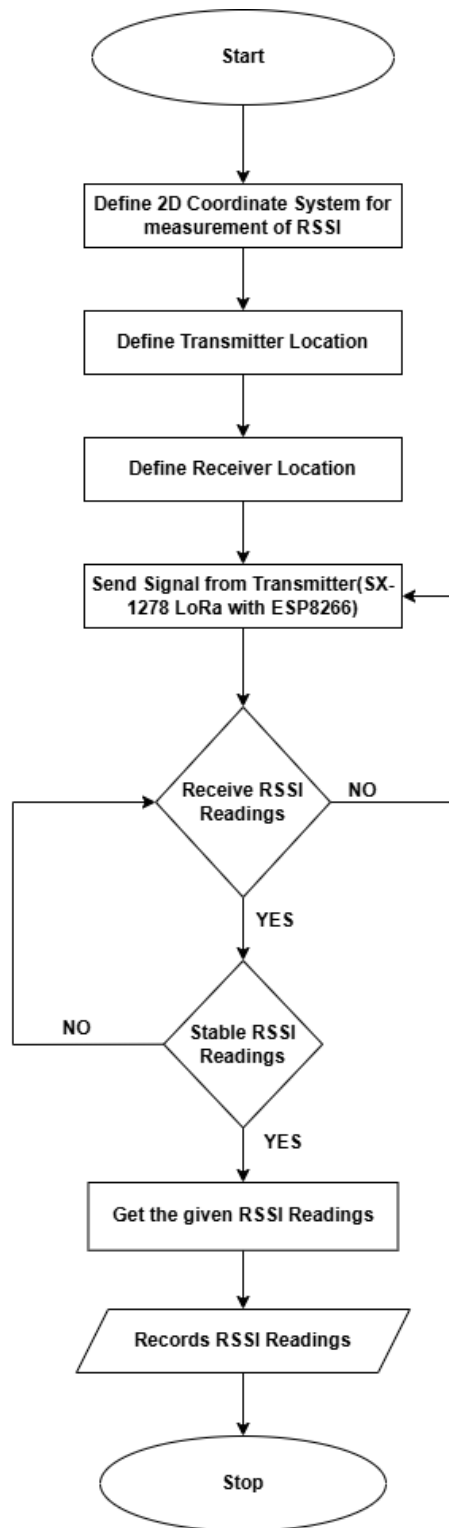 Start
Define 2D Coordinate System for
measurement of RSSI
Define Transmitter Location
Define Receiver Location
Send Signal from Transmitter(SX-
1278 LoRa with ESP8266)
Receive RSSI
Readings
NO
YES
Stable RSSI
Readings
NO
YES
Get the given RSSI Readings
Records RSSI Readings
Stop